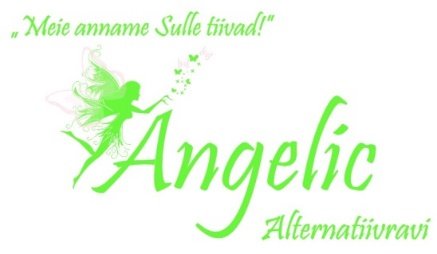 „Meie anname Sulle tiivad!“
Angelic
Alternatiivravi